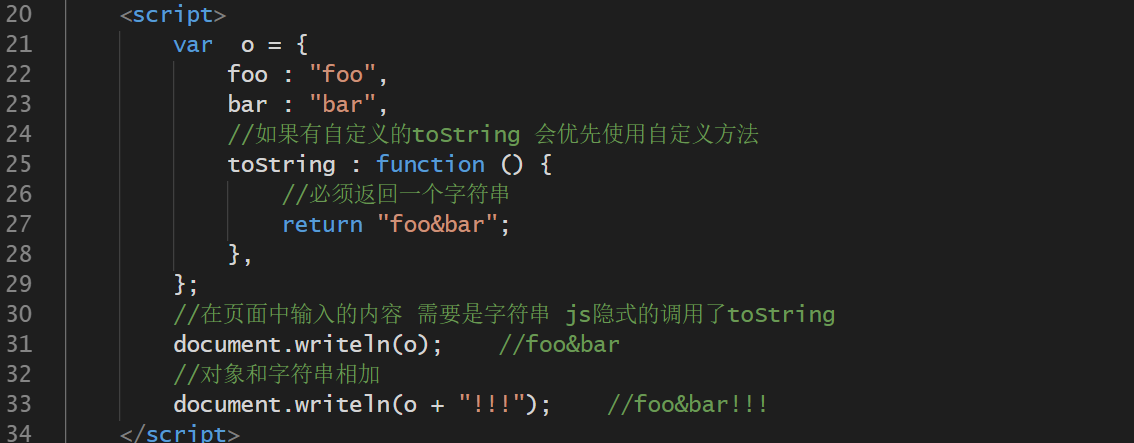 20 <script>
21 var  o = {
22 foo : "foo",
23 bar : "bar",
24 //如果有自定义的toString 会优先使用自定义方法
25 toString : function () {
26 //必须返回一个字符串
27 return "foo&bar";
28 },
29 };
30 //在页面中输入的内容 需要是字符串 js隐式的调用了toString
31 document.writeln(o);    //foo&bar
32 //对象和字符串相加
33 document.writeln(o + "!!!");    //foo&bar!!!
34 </script>